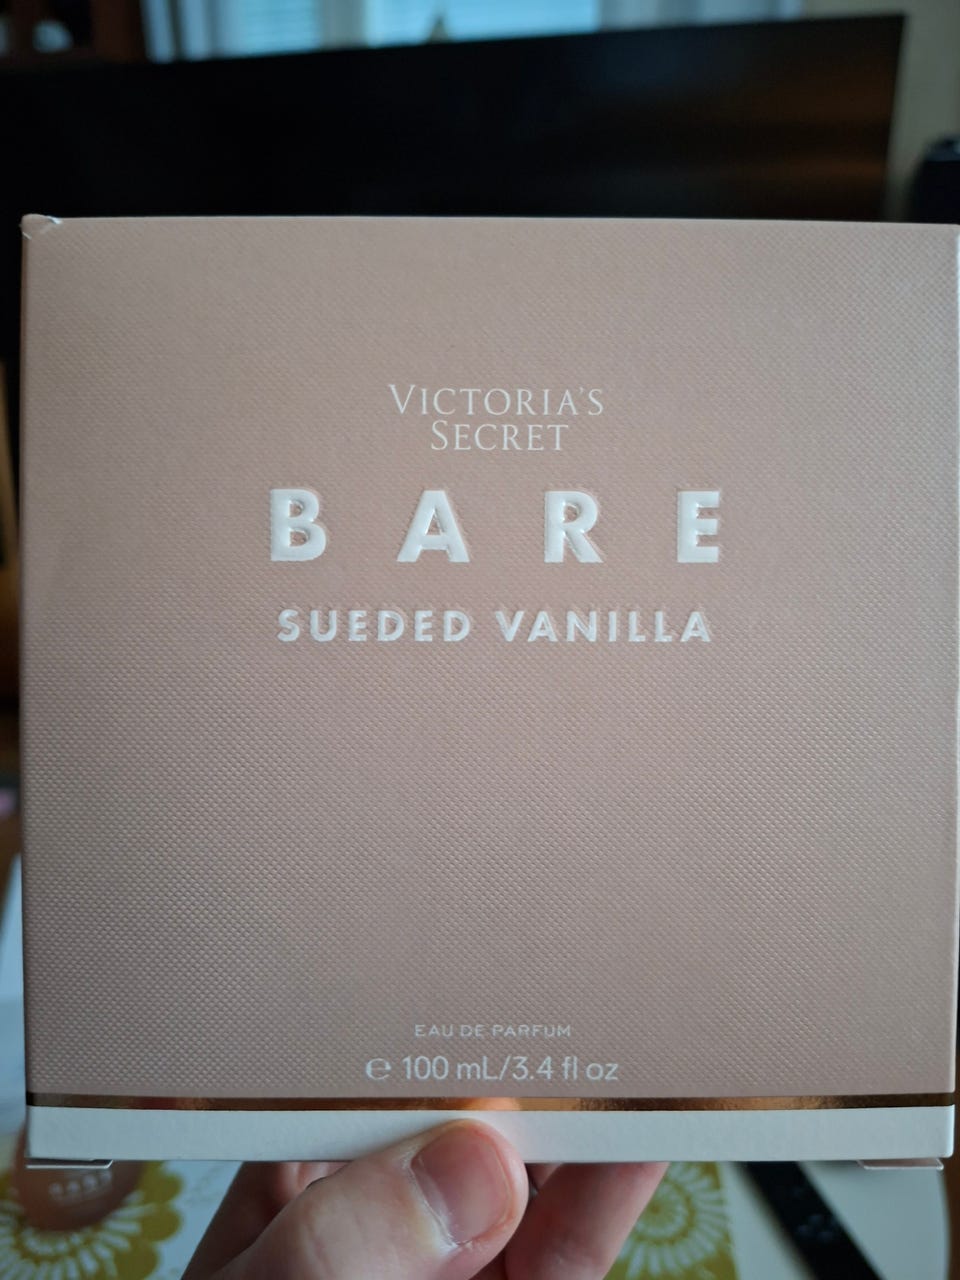 VICTORIA'S
SECRET
BARE
SUEDED VANILLA
EAU DE PARFUM
℮ 100 mL/3.4 fl oz